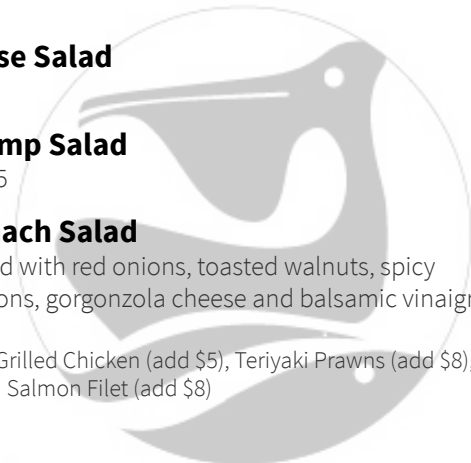 se Salad
mp Salad
5
ach Salad
d with red onions, toasted walnuts, spicy
ons, gorgonzola cheese and balsamic vinaig
Grilled Chicken (add $5), Teriyaki Prawns (add $8),
Salmon Filet (add $8)